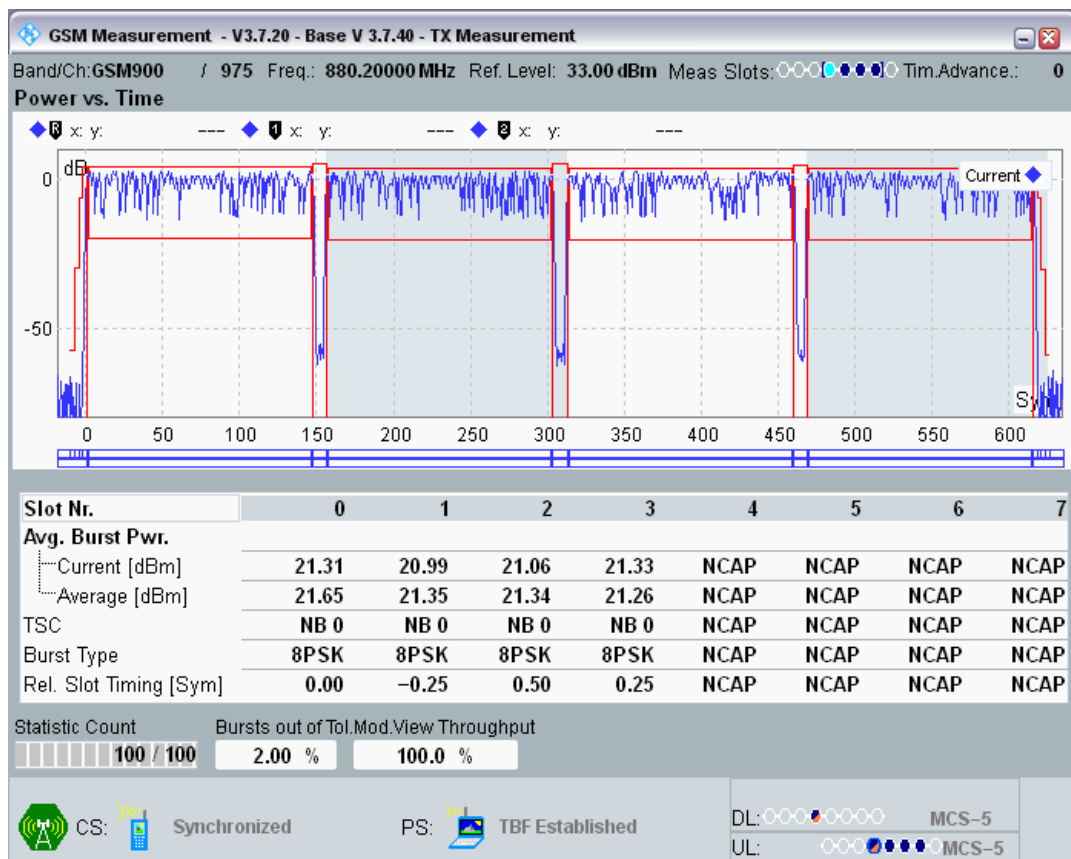 GSM Measurement - V3.7.20 - Base V 3.7.40 - TX Measurement
Band/Ch:GSM900 / 975 Freq.: 880.20000 MHz Ref. Level: 33.00 dBm Meas Slots: Tim.Advance.: 0
Power vs. Time
R x: y: --- 1 x: y: --- 2 x: y: ---
dB
Current
0
-50
0 50 100 150 200 250 300 350 400 450 500 550 600
Slot Nr. 0 1 2 3 4 5 6 7
Avg. Burst Pwr.
Current [dBm] 21.31 20.99 21.06 21.33 NCAP NCAP NCAP NCAP
Average [dBm] 21.65 21.35 21.34 21.26 NCAP NCAP NCAP NCAP
TSC NB 0 NB 0 NB 0 NB 0 NCAP NCAP NCAP NCAP
Burst Type 8PSK 8PSK 8PSK 8PSK NCAP NCAP NCAP NCAP
Rel. Slot Timing [Sym] 0.00 −0.25 0.50 0.25 NCAP NCAP NCAP NCAP
Statistic Count Bursts out of Tol.Mod.View Throughput
100 / 100 2.00 % 100.0 %
CS: Synchronized PS: TBF Established DL: MCS−5
UL: MCS−5